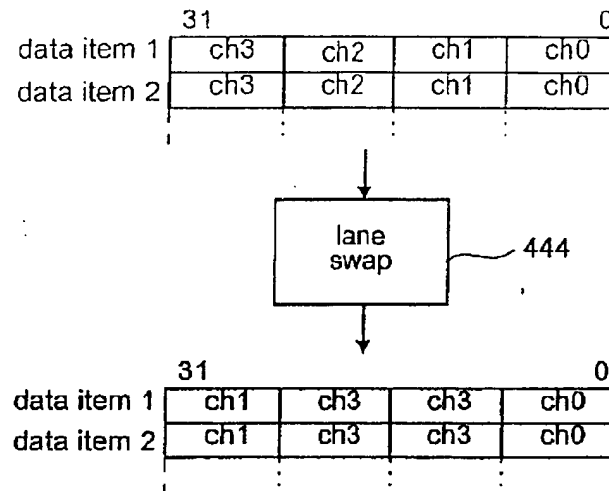 31 0
data item 1 ch3 ch2 ch1 ch0
data item 2 ch3 ch2 ch1 ch0
lane
swap
444
31 0
data item 1 ch1 ch3 ch3 ch0
data item 2 ch1 ch3 ch3 ch0